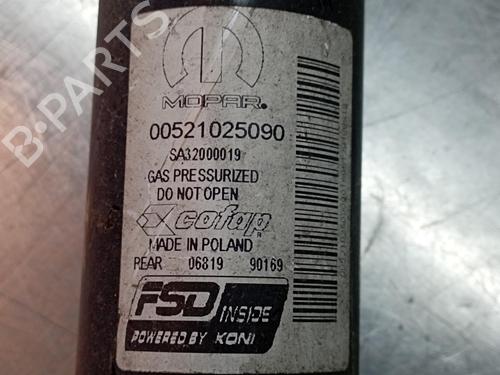 MOPAR®
00521025090
SA32000019
GAS PRESSURIZED
DO NOT OPEN
cofap®
MADE IN POLAND
REAR 06819 90169
FSD INSIDE
POWERED BY KONI
B-PARTS